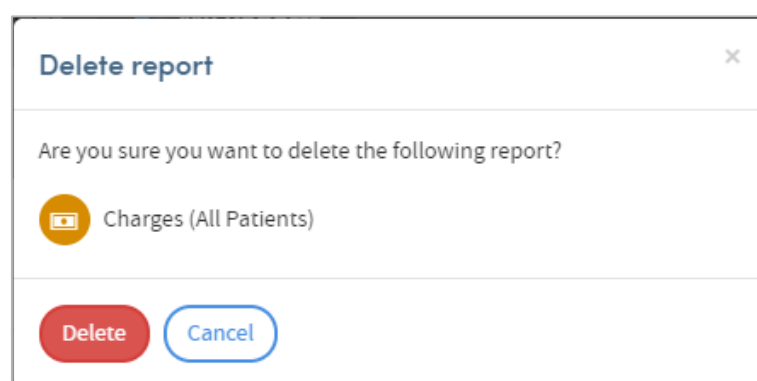 Delete report
×
Are you sure you want to delete the following report?
Charges (All Patients)
Delete
Cancel